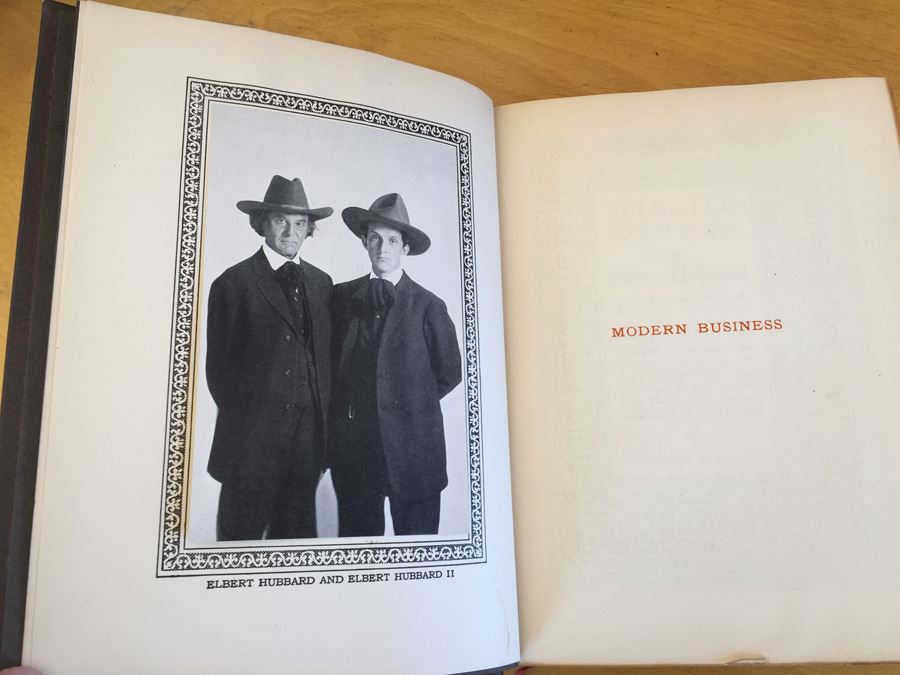 ELBERT HUBBARD AND ELBERT HUBBARD II
MODERN BUSINESS